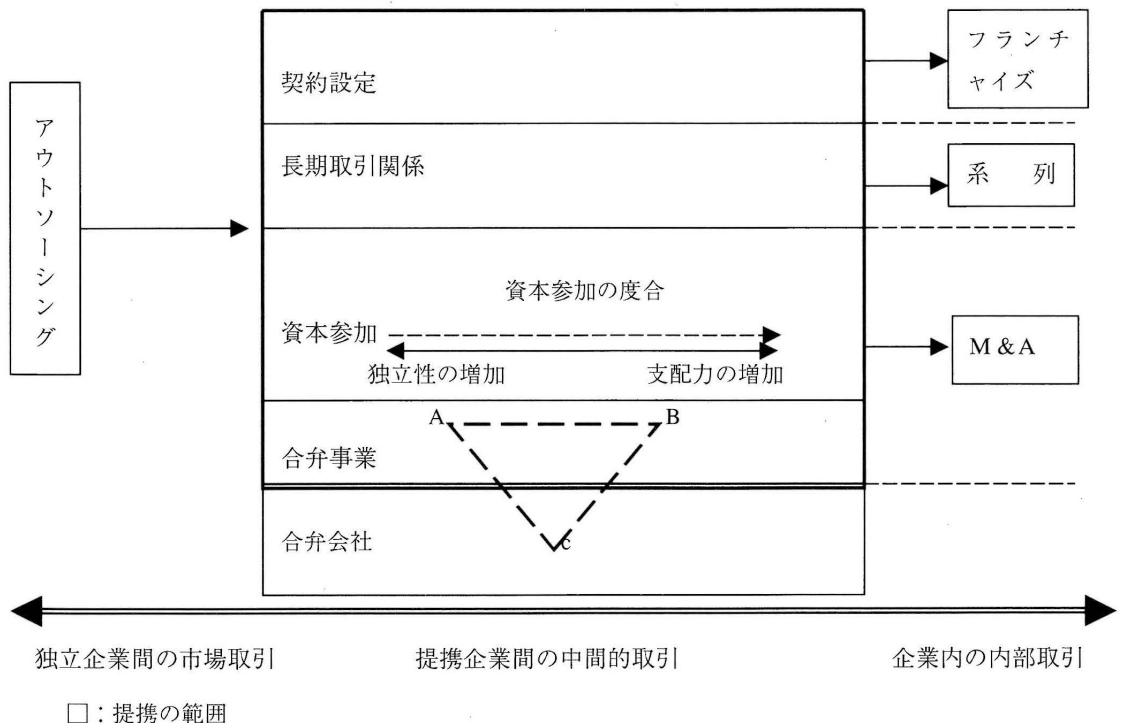 アウトソーシング
契約設定
長期取引関係
資本参加の度合
資本参加
独立性の増加
支配力の増加
A
B
合弁事業
合弁会社
c
フランチ
ャイズ
系 列
M&A
独立企業間の市場取引
提携企業間の中間的取引
企業内の内部取引
□：提携の範囲